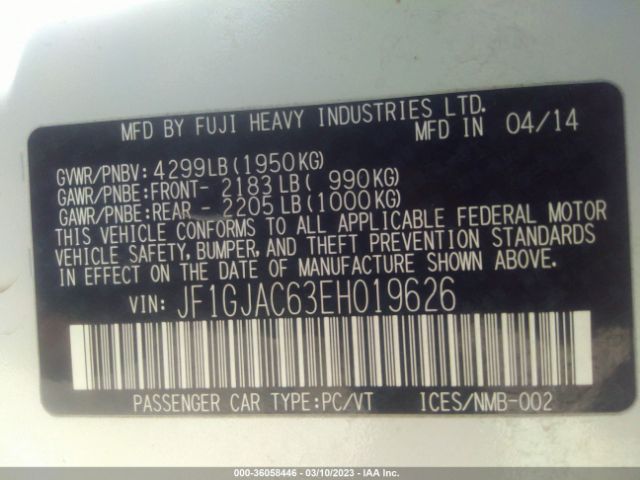 MFD BY FUJI HEAVY INDUSTRIES LTD.
MFD IN 04/14
GVWR/PNBV: 4299LB(1950KG)
GAWR/PNBE:FRONT- 2183LB( 990KG)
GAWR/PNBE:REAR - 2205LB(1000KG)
THIS VEHICLE CONFORMS TO ALL APPLICABLE FEDERAL MOTOR
VEHICLE SAFETY, BUMPER, AND THEFT PREVENTION STANDARDS
IN EFFECT ON THE DATE OF MANUFACTURE SHOWN ABOVE.
VIN: JF1GJAC63EH019626
PASSENGER CAR TYPE:PC/VT ICES/NMB-002
000-36058446 - 03/10/2023 - IAA Inc.